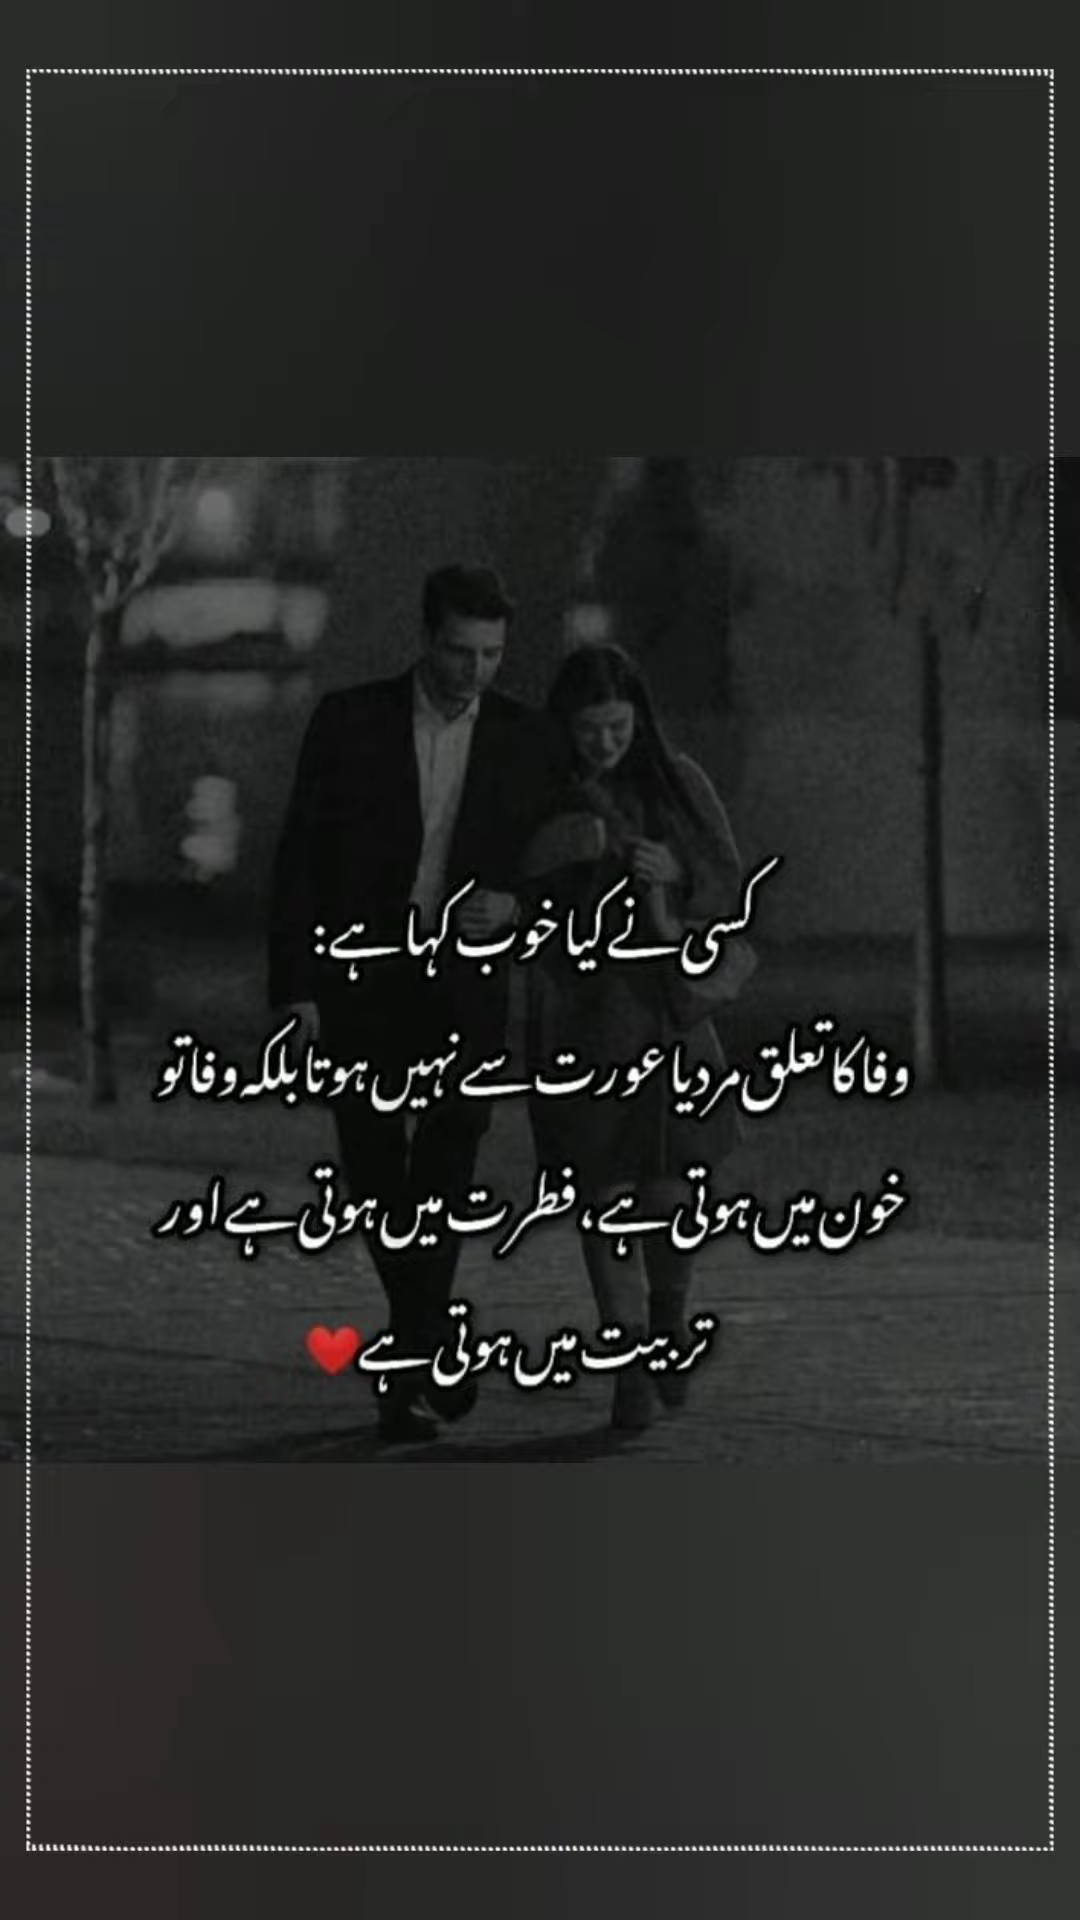 کسی نے کیا خوب کہا ہے:
وفا کا تعلق مرد یا عورت سے نہیں ہوتا بلکہ وفا تو
خون میں ہوتی ہے، فطرت میں ہوتی ہے اور
تربیت میں ہوتی ہے❤️